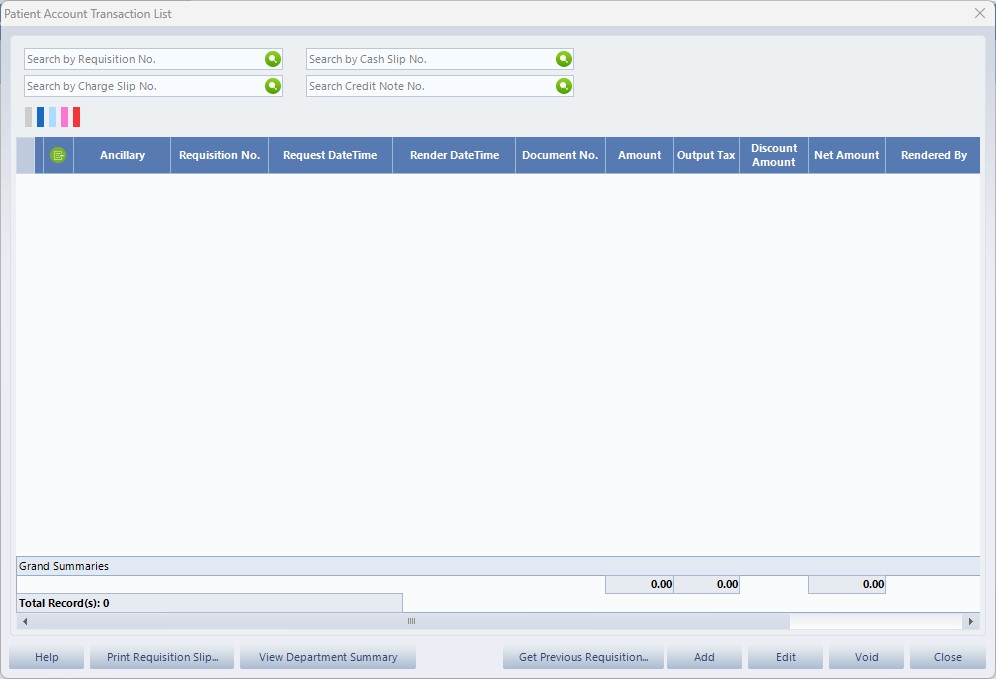 Patient Account Transaction List
Search by Requisition No.
Search by Cash Slip No.
Search by Charge Slip No.
Search Credit Note No.
Ancillary
Requisition No.
Request DateTime
Render DateTime
Document No.
Amount
Output Tax
Discount
Amount
Net Amount
Rendered By
Grand Summaries
0.00
0.00
0.00
Total Record(s): 0
Help
Print Requisition Slip...
View Department Summary
Get Previous Requisition...
Add
Edit
Void
Close